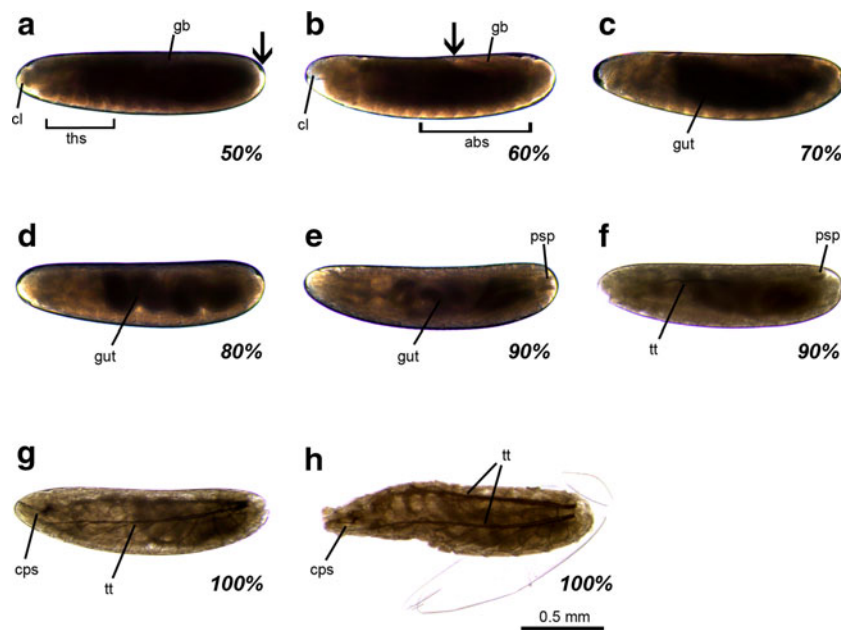 a
gb
cl
ths
50%
b
gb
cl
abs
60%
c
gut
70%
d
gut
80%
e
psp
gut
90%
f
psp
tt
90%
g
cps
tt
100%
h
tt
cps
100%
0.5 mm